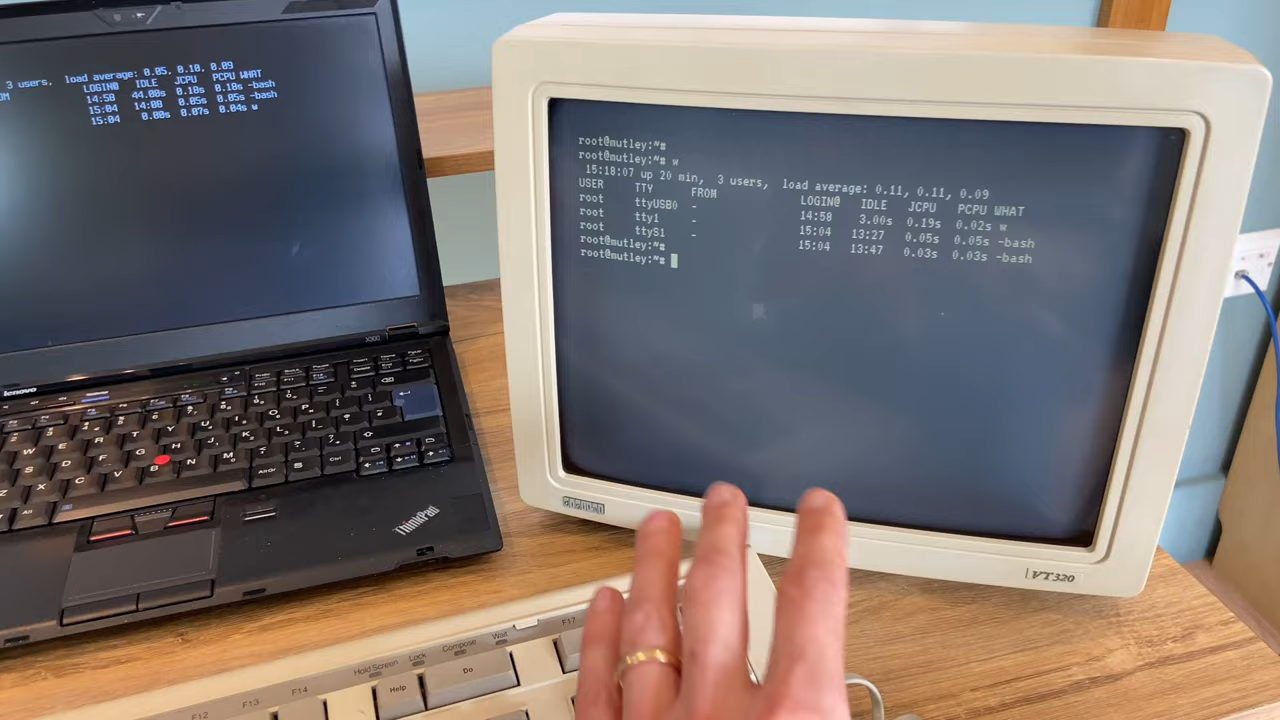 3 users, load average: 0.05, 0.10, 0.09
LOGIN@ IDLE JCPU PCPU WHAT
14:58 44.00s 0.18s 0.18s -bash
15:04 14:08 0.05s 0.05s -bash
15:04 0.00s 0.07s 0.04s w
X300
lenovo
ThinkPad
root@mutley:~#
root@mutley:~# w
15:18:07 up 20 min, 3 users, load average: 0.11, 0.11, 0.09
USER TTY FROM LOGIN@ IDLE JCPU PCPU WHAT
root ttyUSB0 - 14:58 3.00s 0.19s 0.02s w
root tty1 - 15:04 13:27 0.05s 0.05s -bash
root ttyS1 - 15:04 13:47 0.03s 0.03s -bash
root@mutley:~#
root@mutley:~#
digital
VT320
Hold Screen Lock Compose Wait
F12 F13 F14 Help Do F17